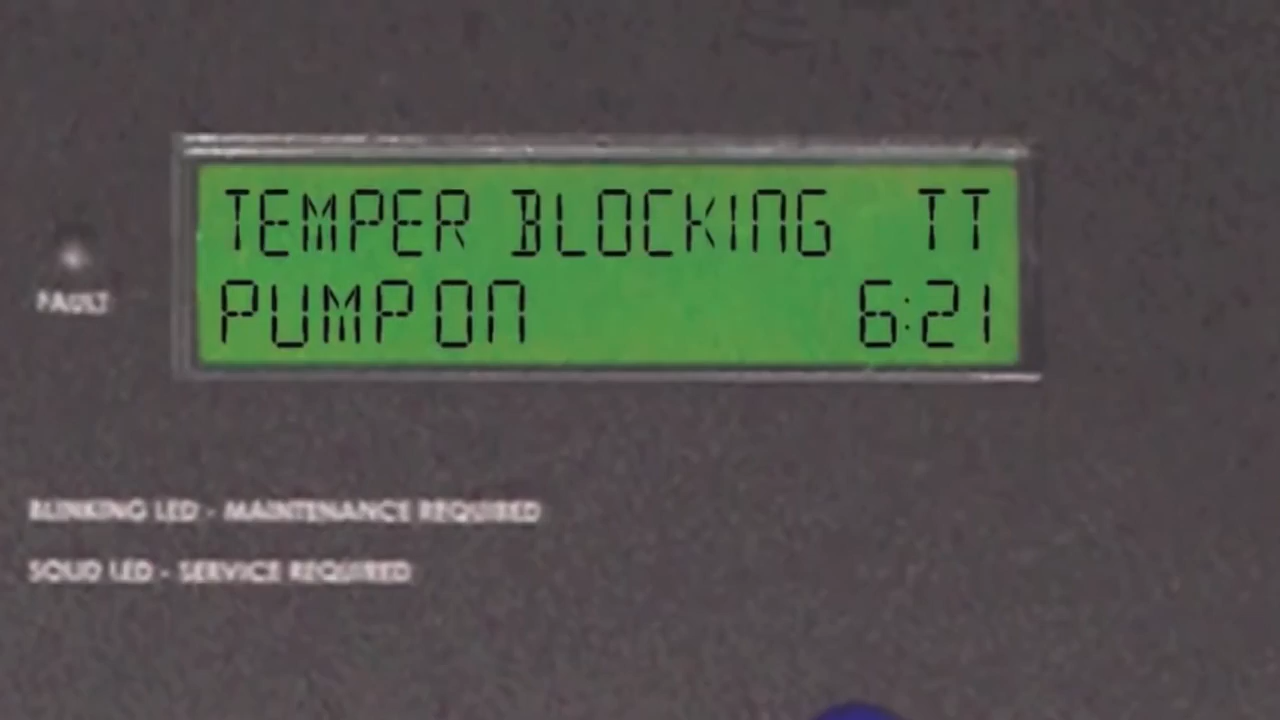 TEMPER BLOCKING TT
PUMP ON 6:21
FAULT
BLINKING LED - MAINTENANCE REQUIRED
SOLID LED - SERVICE REQUIRED